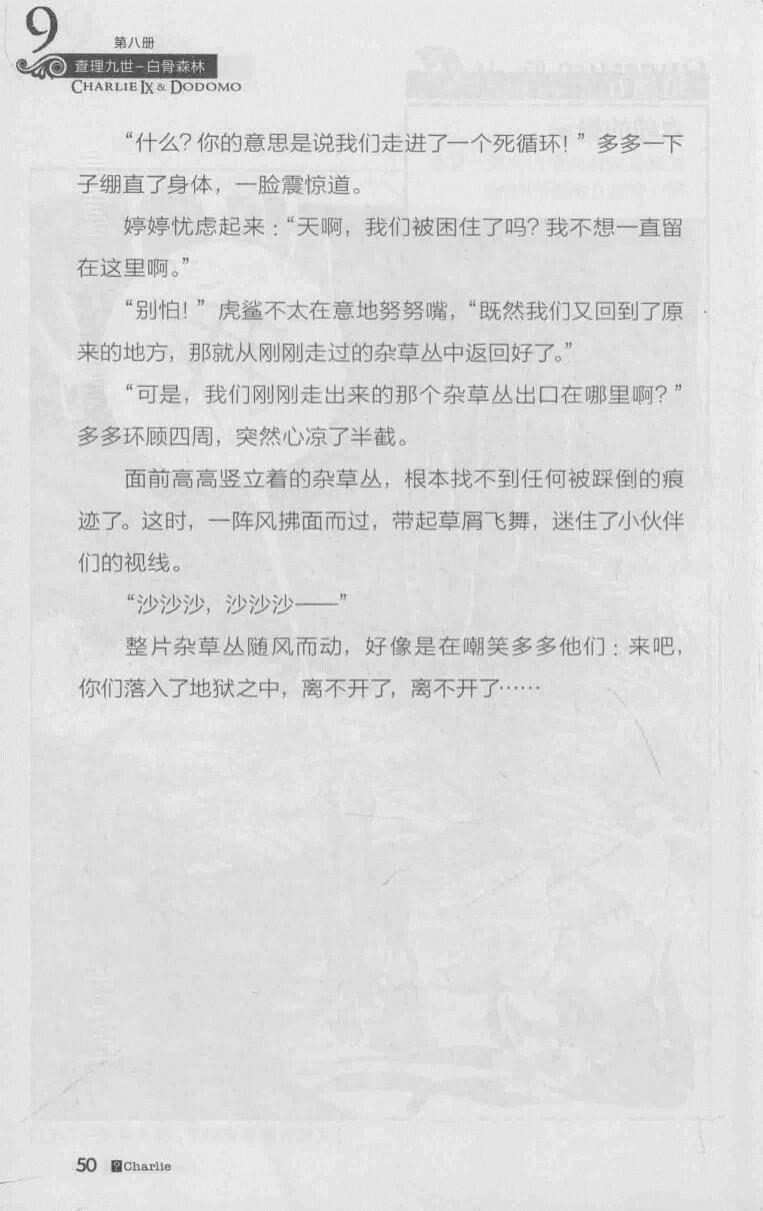 9
第八册
查理九世-白骨森林
CHARLIE IX & DODOMO
“什么？你的意思是说我们走进了一个死循环！”多多一下
子绷直了身体，一脸震惊道。
婷婷忧虑起来：“天啊，我们被困住了吗？我不想一直留
在这里啊。”
“别怕！”虎鲨不太在意地努努嘴，“既然我们又回到了原
来的地方，那就从刚刚走过的杂草丛中返回好了。”
“可是，我们刚刚走出来的那个杂草丛出口在哪里啊？”
多多环顾四周，突然心凉了半截。
面前高高竖立着的杂草丛，根本找不到任何被踩倒的痕
迹了。这时，一阵风拂面而过，带起草屑飞舞，迷住了小伙伴
们的视线。
“沙沙沙，沙沙沙——”
整片杂草丛随风而动，好像是在嘲笑多多他们：来吧，
你们落入了地狱之中，离不开了，离不开了……
50 ?Charlie